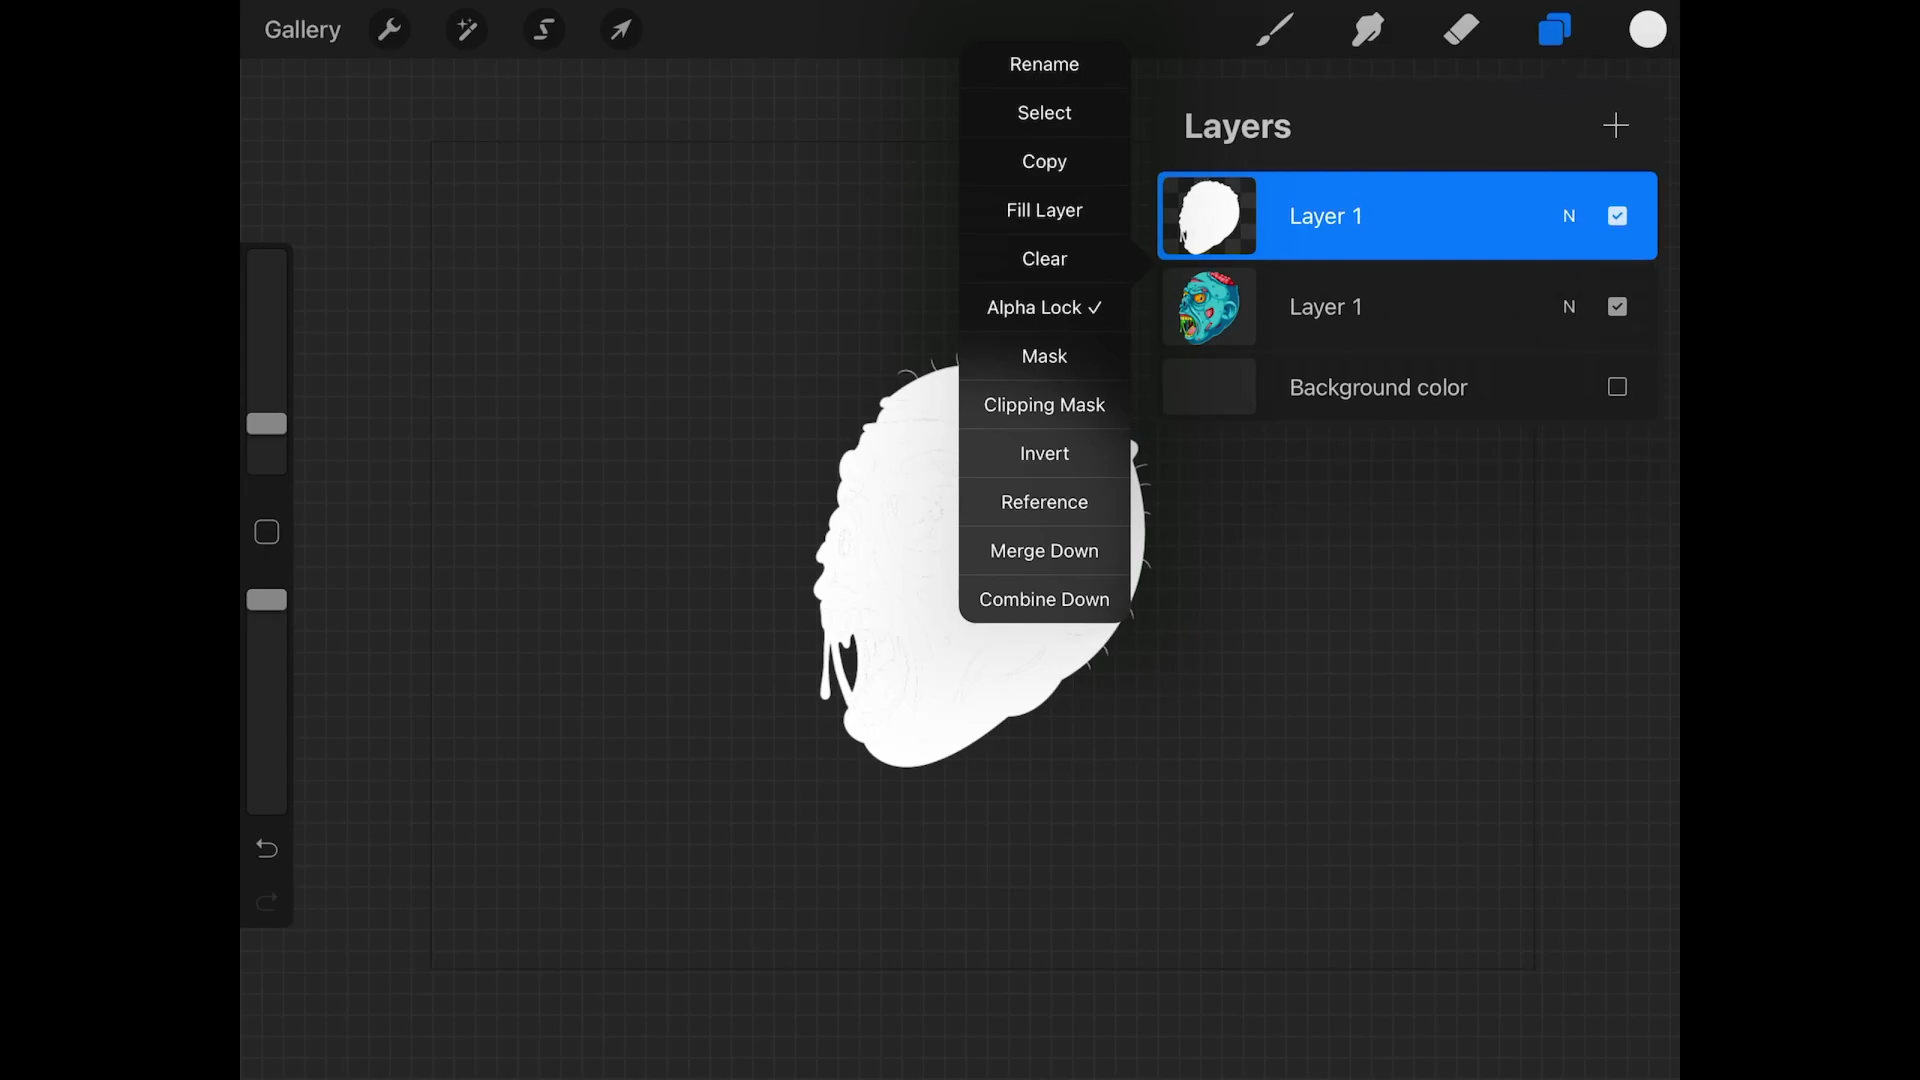 Gallery
Rename
Select
Copy
Fill Layer
Clear
Alpha Lock ✓
Mask
Clipping Mask
Invert
Reference
Merge Down
Combine Down
Layers
Layer 1 N
Layer 1 N
Background color